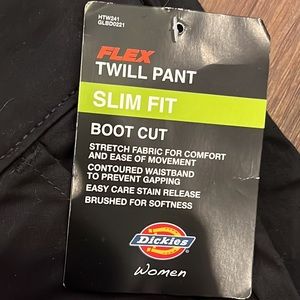 HTW241
GLBD0221
FLEX
TWILL PANT
SLIM FIT
BOOT CUT
STRETCH FABRIC FOR COMFORT
AND EASE OF MOVEMENT
CONTOURED WAISTBAND
TO PREVENT GAPPING
EASY CARE STAIN RELEASE
BRUSHED FOR SOFTNESS
Dickies
Women